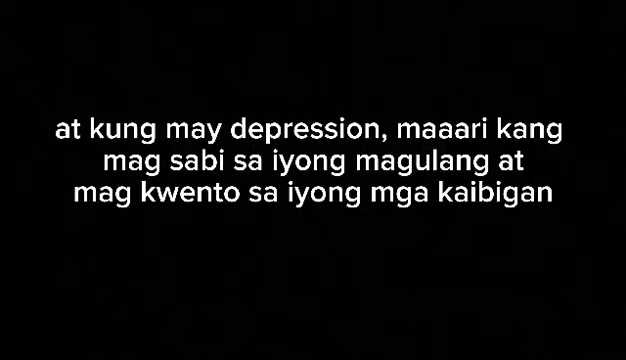 at kung may depression, maaari kang
mag sabi sa iyong magulang at
mag kwento sa iyong mga kaibigan